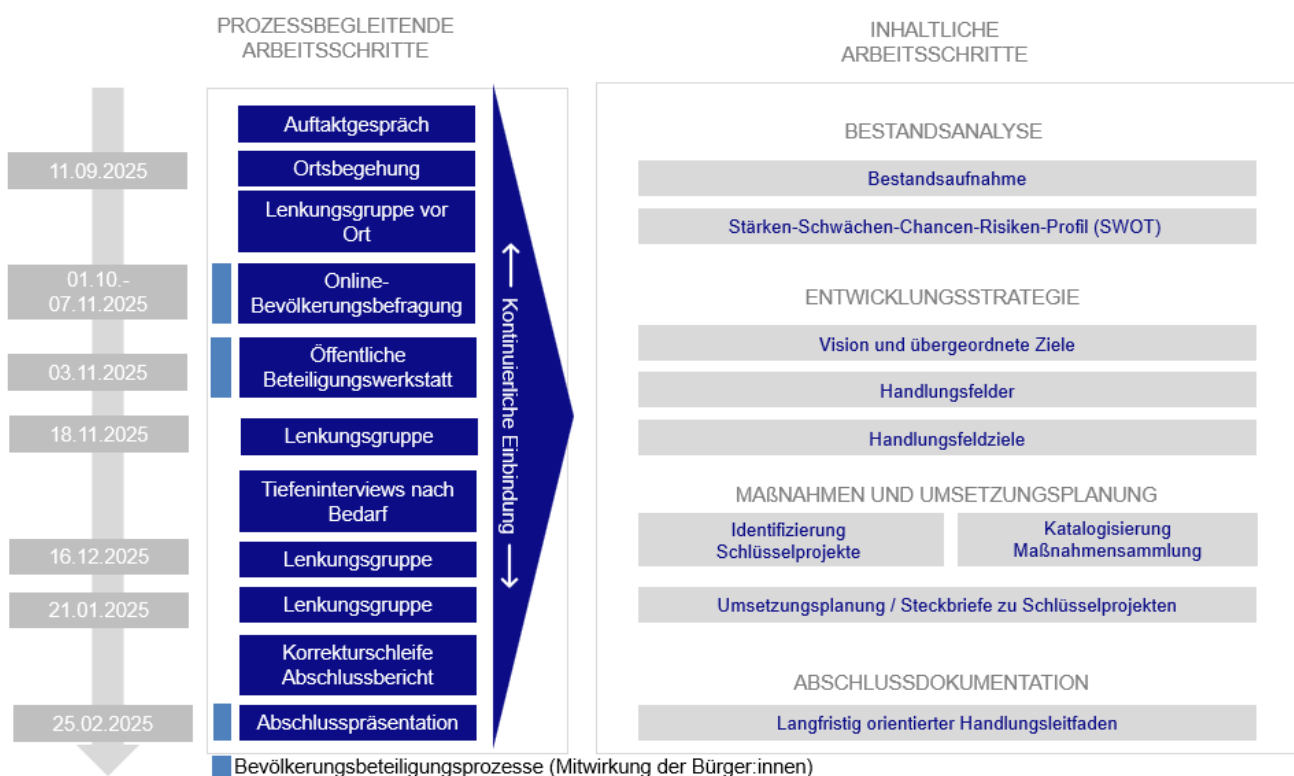 PROZESSBEGLEITENDE
ARBEITSSCHRITTE
11.09.2025
01.10.-
07.11.2025
03.11.2025
18.11.2025
16.12.2025
21.01.2025
25.02.2025
Auftaktgespräch
Ortsbegehung
Lenkungsgruppe vor
Ort
Online-
Bevölkerungsbefragung
Öffentliche
Beteiligungswerkstatt
Lenkungsgruppe
Tiefeninterviews nach
Bedarf
Lenkungsgruppe
Lenkungsgruppe
Korrekturschleife
Abschlussbericht
Abschlusspräsentation
← Kontinuierliche Einbindung →
INHALTLICHE
ARBEITSSCHRITTE
BESTANDSANALYSE
Bestandsaufnahme
Stärken-Schwächen-Chancen-Risiken-Profil (SWOT)
ENTWICKLUNGSSTRATEGIE
Vision und übergeordnete Ziele
Handlungsfelder
Handlungsfeldziele
MAßNAHMEN UND UMSETZUNGSPLANUNG
Identifizierung
Schlüsselprojekte
Katalogisierung
Maßnahmensammlung
Umsetzungsplanung / Steckbriefe zu Schlüsselprojekten
ABSCHLUSSDOKUMENTATION
Langfristig orientierter Handlungsleitfaden
Bevölkerungsbeteiligungsprozesse (Mitwirkung der Bürger:innen)